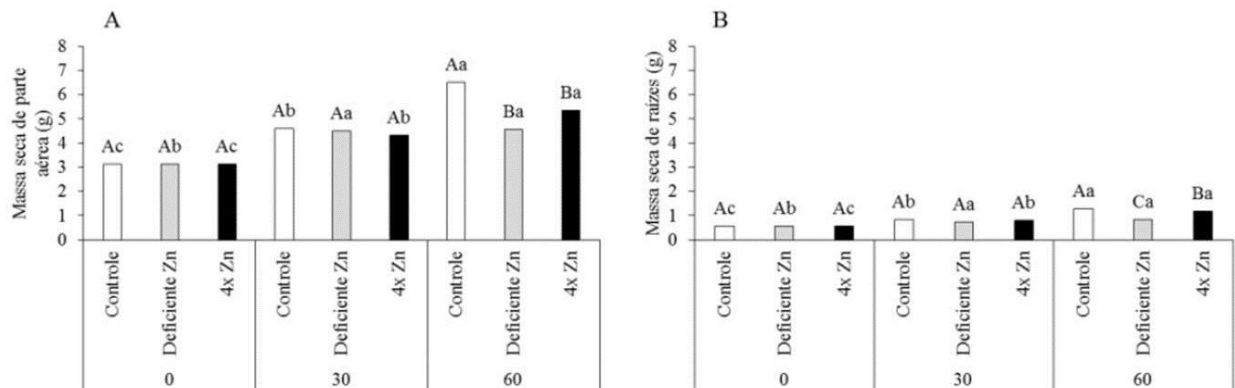 A
Massa seca de parte
aérea (g)
8
7
6
5
4
3
2
1
0
Ac
Ab
Ac
Ab
Aa
Ab
Aa
Ba
Ba
Controle
Deficiente Zn
4x Zn
Controle
Deficiente Zn
4x Zn
Controle
Deficiente Zn
4x Zn
0
30
60
B
Massa seca de raízes (g)
8
7
6
5
4
3
2
1
0
Ac
Ab
Ac
Ab
Aa
Ab
Aa
Ca
Ba
Controle
Deficiente Zn
4x Zn
Controle
Deficiente Zn
4x Zn
Controle
Deficiente Zn
4x Zn
0
30
60